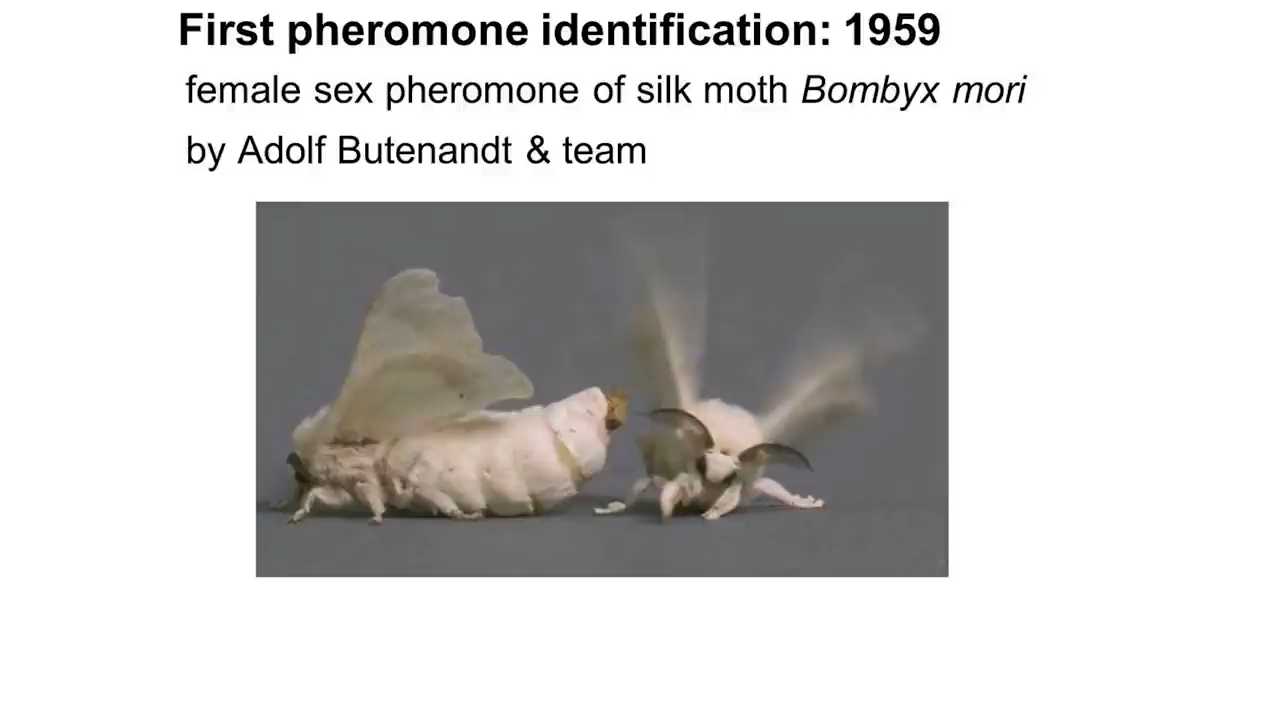 First pheromone identification: 1959
female sex pheromone of silk moth Bombyx mori
by Adolf Butenandt & team